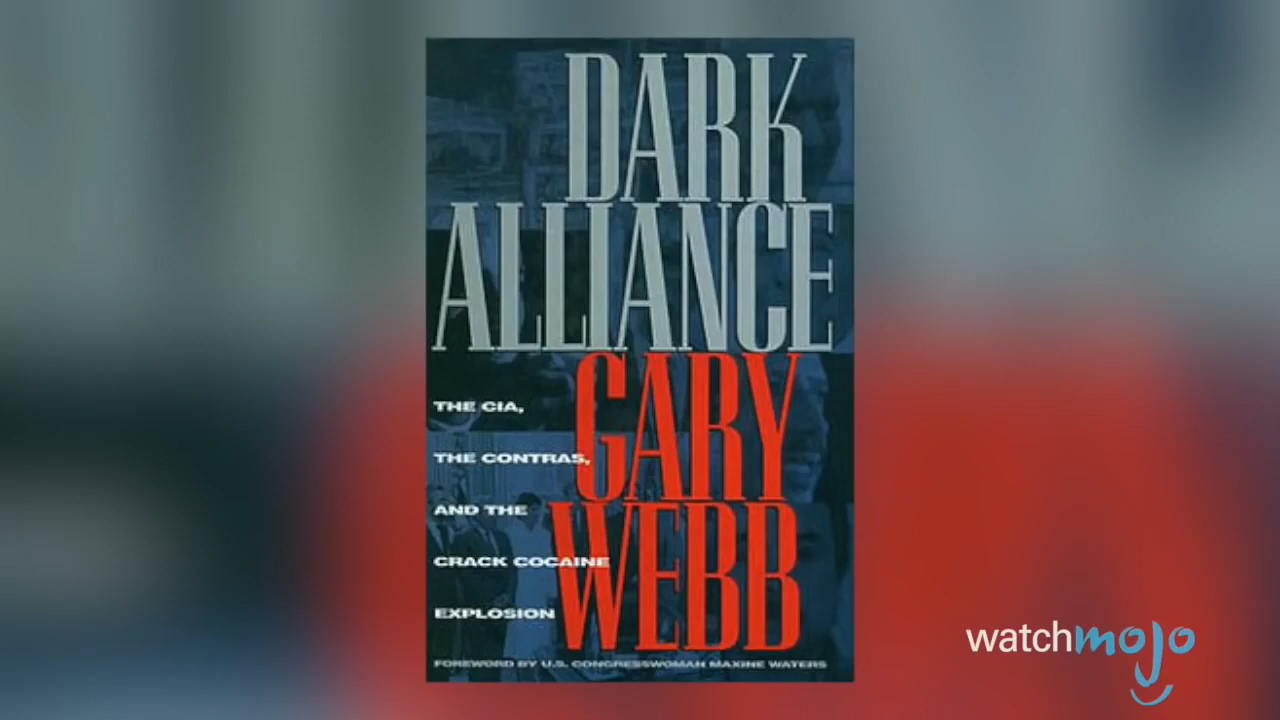 DARK
ALLIANCE
GARY
WEBB
THE CIA,
THE CONTRAS,
AND THE
CRACK COCAINE
EXPLOSION
FOREWORD BY U.S. CONGRESSWOMAN MAXINE WATERS
watchmojo